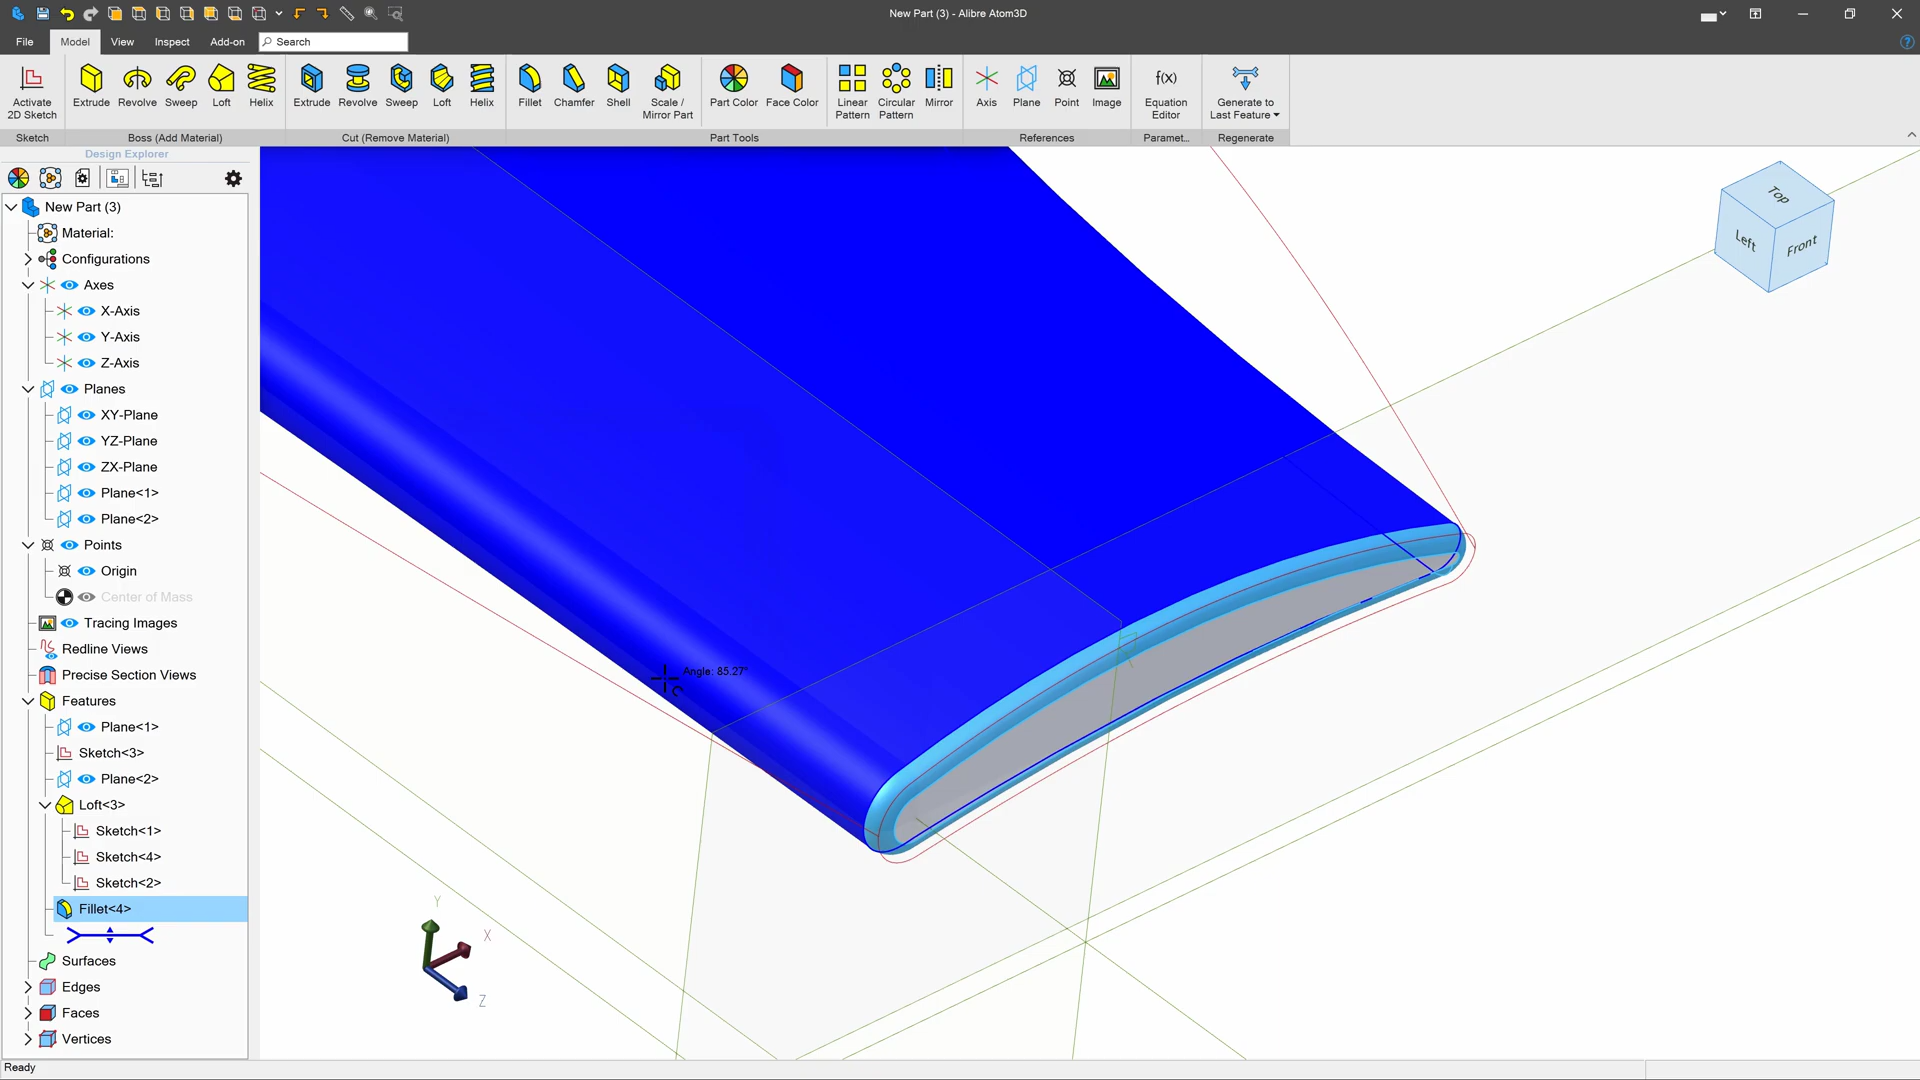 New Part (3) - Alibre Atom3D
File
Model
View
Inspect
Add-on
Search
Activate
2D Sketch
Extrude
Revolve
Sweep
Loft
Helix
Extrude
Revolve
Sweep
Loft
Helix
Fillet
Chamfer
Shell
Scale /
Mirror Part
Part Color
Face Color
Linear
Pattern
Circular
Pattern
Mirror
Axis
Plane
Point
Image
f(x)
Equation
Editor
Generate to
Last Feature
Sketch
Boss (Add Material)
Cut (Remove Material)
Part Tools
References
Paramet...
Regenerate
Design Explorer
New Part (3)
Material:
Configurations
Axes
X-Axis
Y-Axis
Z-Axis
Planes
XY-Plane
YZ-Plane
ZX-Plane
Plane<1>
Plane<2>
Points
Origin
Center of Mass
Tracing Images
Redline Views
Precise Section Views
Features
Plane<1>
Sketch<3>
Plane<2>
Loft<3>
Sketch<1>
Sketch<4>
Sketch<2>
Fillet<4>
Surfaces
Edges
Faces
Vertices
Top
Left
Front
Angle: 85.27°
Y
X
Z
Ready